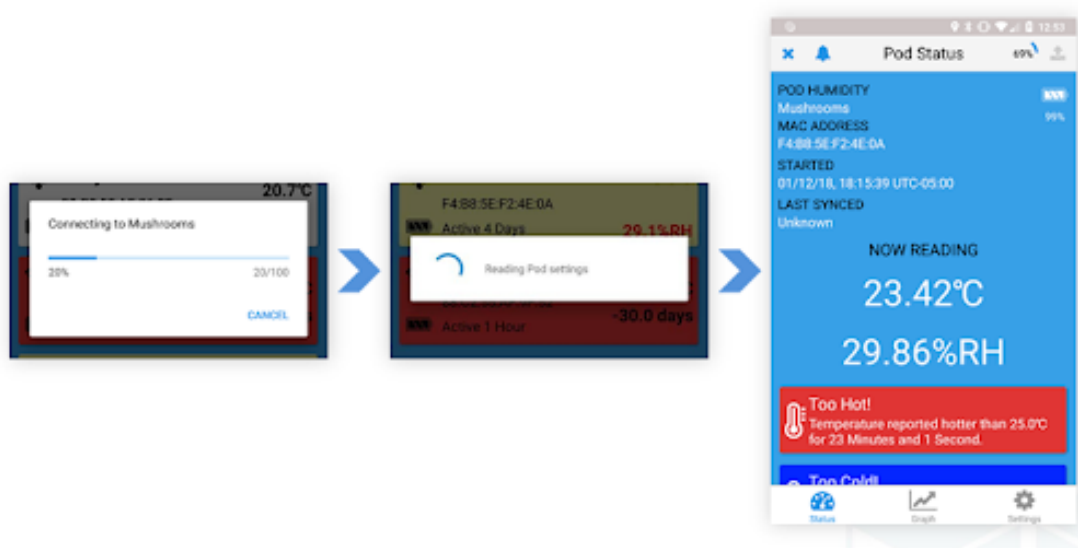 20.7°C
Connecting to Mushrooms
20% 20/100
CANCEL
F4:B8:5E:F2:4E:0A
Active 4 Days 29.1%RH
Reading Pod settings
Active 1 Hour -30.0 days
12:53
Pod Status 69%
POD HUMIDITY
Mushrooms
99%
MAC ADDRESS
F4:B8:5E:F2:4E:0A
STARTED
01/12/18, 18:15:39 UTC-05:00
LAST SYNCED
Unknown
NOW READING
23.42°C
29.86%RH
Too Hot!
Temperature reported hotter than 25.0°C
for 23 Minutes and 1 Second.
Too Cold!
Status Graph Settings